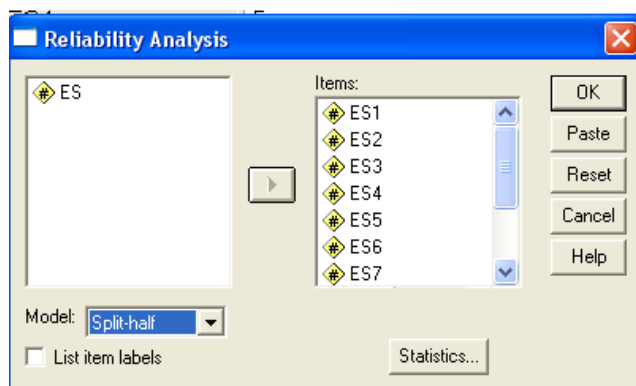 Reliability Analysis
ES
Items:
ES1
ES2
ES3
ES4
ES5
ES6
ES7
OK
Paste
Reset
Cancel
Help
Model: Split-half
List item labels
Statistics...